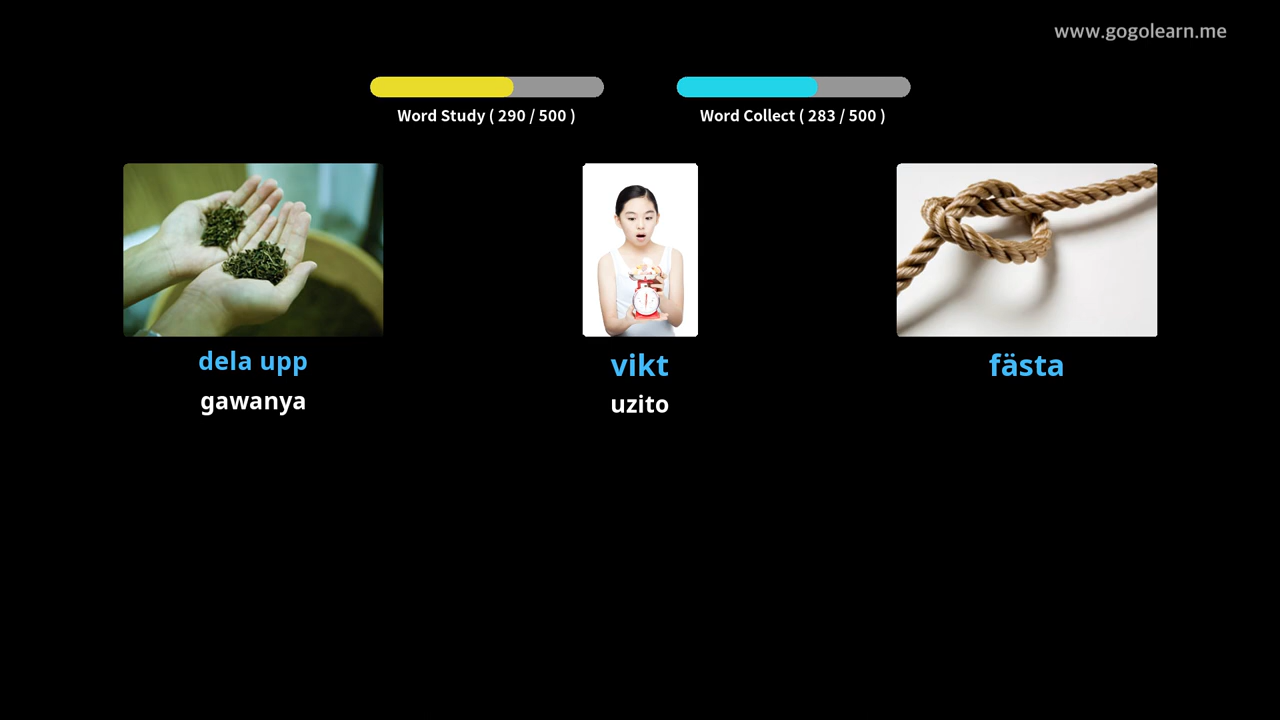 www.gogolearn.me
Word Study ( 290 / 500 )
Word Collect ( 283 / 500 )
dela upp
vikt
fästa
gawanya
uzito